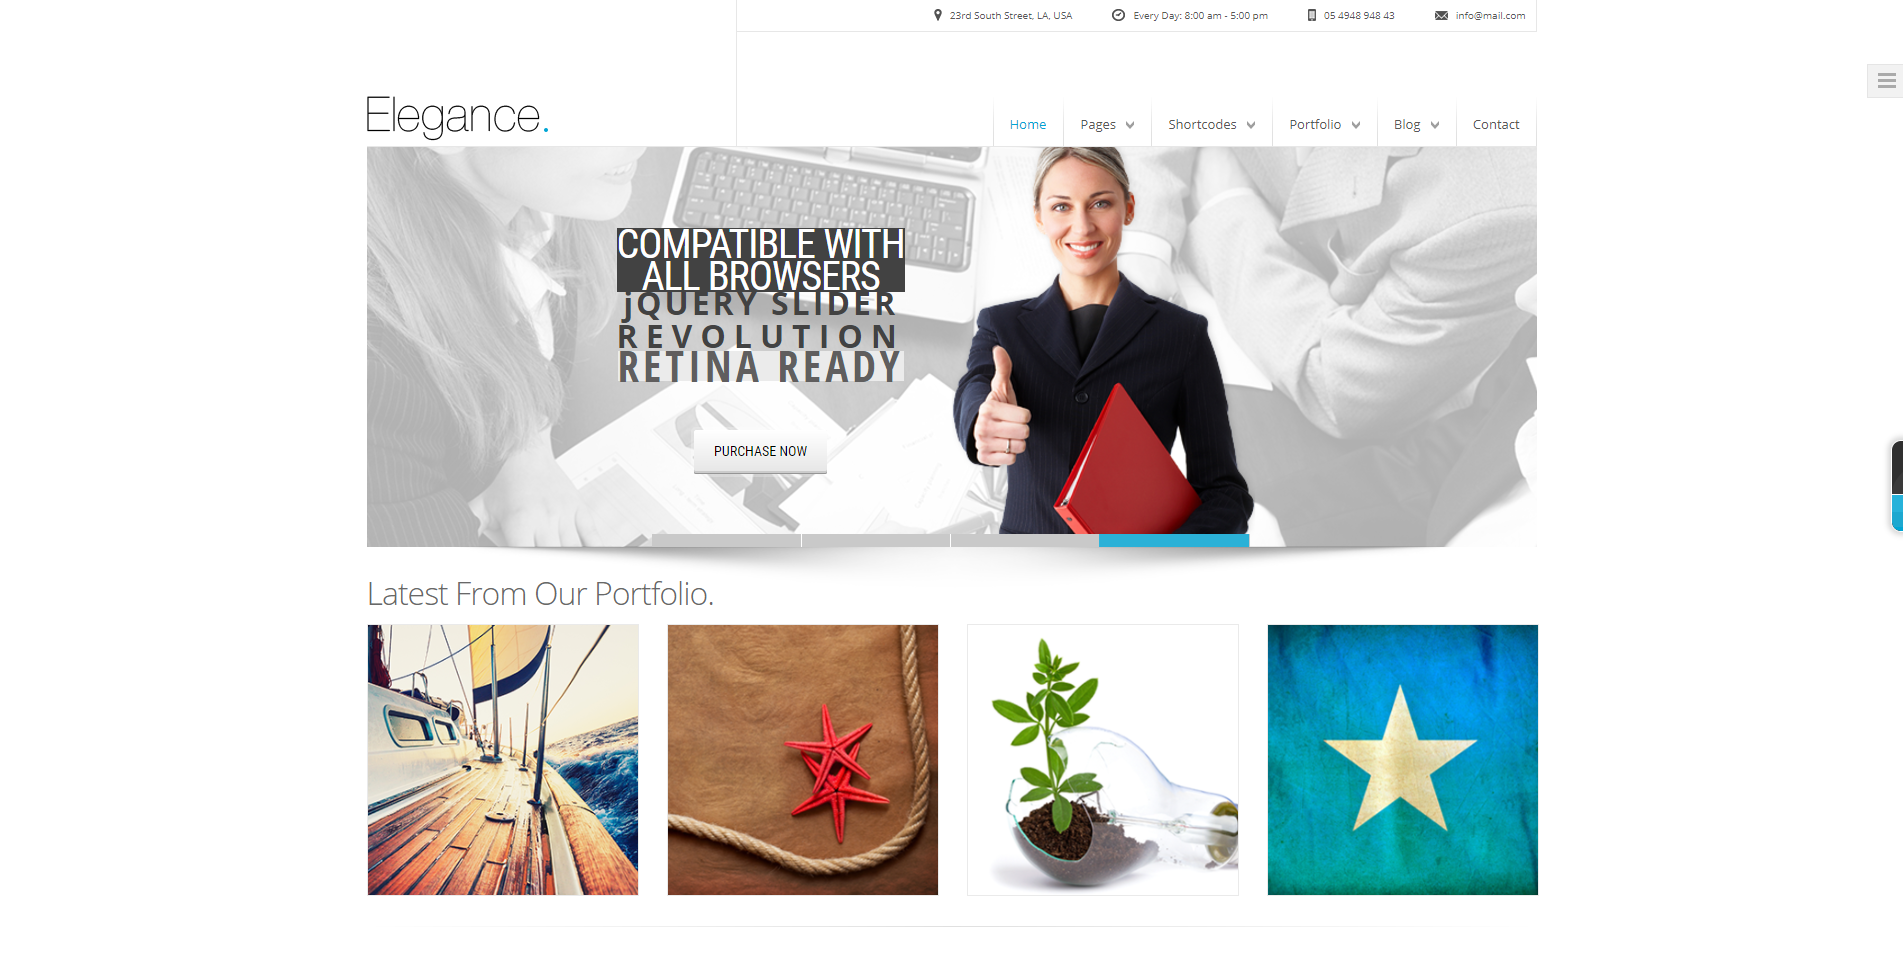 23rd South Street, LA, USA
Every Day: 8:00 am - 5:00 pm
05 4948 948 43
info@mail.com
Elegance.
Home
Pages
Shortcodes
Portfolio
Blog
Contact
COMPATIBLE WITH
ALL BROWSERS
jQUERY SLIDER
REVOLUTION
RETINA READY
PURCHASE NOW
Latest From Our Portfolio.